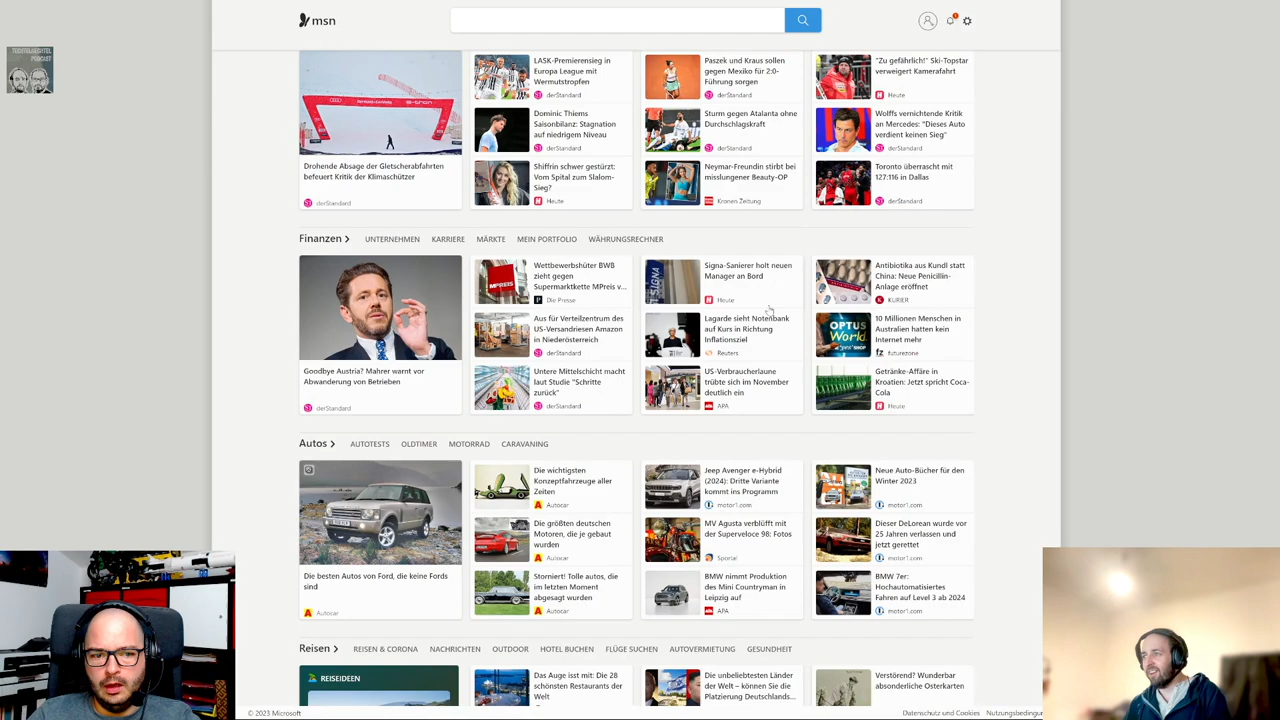 msn
TECHTELMECHTEL
PODCAST
LASK-Premierensieg in
Europa League mit
Wermutstropfen
derStandard
Paszek und Kraus sollen
gegen Mexiko für 2:0-
Führung sorgen
derStandard
"Zu gefährlich!" Ski-Topstar
verweigert Kamerafahrt
Heute
Dominic Thiems
Saisonbilanz: Stagnation
auf niedrigem Niveau
derStandard
Sturm gegen Atalanta ohne
Durchschlagskraft
derStandard
Wolffs vernichtende Kritik
an Mercedes: "Dieses Auto
verdient keinen Sieg"
derStandard
Drohende Absage der Gletscherabfahrten
befeuert Kritik der Klimaschützer
derStandard
Shiffrin schwer gestürzt:
Vom Spital zum Slalom-
Sieg?
Heute
Neymar-Freundin stirbt bei
misslungener Beauty-OP
Kronen Zeitung
Toronto überrascht mit
127:116 in Dallas
derStandard
Finanzen
UNTERNEHMEN KARRIERE MÄRKTE MEIN PORTFOLIO WÄHRUNGSRECHNER
Goodbye Austria? Mahrer warnt vor
Abwanderung von Betrieben
derStandard
MPREIS
Wettbewerbshüter BWB
zieht gegen
Supermarktkette MPreis v...
Die Presse
SIGNA
Signa-Sanierer holt neuen
Manager an Bord
Heute
Antibiotika aus Kundl statt
China: Neue Penicillin-
Anlage eröffnet
KURIER
Aus für Verteilzentrum des
US-Versandriesen Amazon
in Niederösterreich
derStandard
Lagarde sieht Notenbank
auf Kurs in Richtung
Inflationsziel
Reuters
OPTUS
World
10 Millionen Menschen in
Australien hatten kein
Internet mehr
futurezone
Untere Mittelschicht macht
laut Studie "Schritte
zurück"
derStandard
US-Verbraucherlaune
trübte sich im November
deutlich ein
APA
Getränke-Affäre in
Kroatien: Jetzt spricht Coca-
Cola
Heute
Autos
AUTOTESTS OLDTIMER MOTORRAD CARAVANING
Die besten Autos von Ford, die keine Fords
sind
Autocar
Die wichtigsten
Konzeptfahrzeuge aller
Zeiten
Autocar
Jeep Avenger e-Hybrid
(2024): Dritte Variante
kommt ins Programm
motor1.com
Neue Auto-Bücher für den
Winter 2023
motor1.com
Die größten deutschen
Motoren, die je gebaut
wurden
Autocar
MV Agusta verblüfft mit
der Superveloce 98: Fotos
Sportal
Dieser DeLorean wurde vor
25 Jahren verlassen und
jetzt gerettet
motor1.com
Storniert! Tolle autos, die
im letzten Moment
abgesagt wurden
Autocar
BMW nimmt Produktion
des Mini Countryman in
Leipzig auf
APA
BMW 7er:
Hochautomatisiertes
Fahren auf Level 3 ab 2024
motor1.com
Reisen
REISEN & CORONA NACHRICHTEN OUTDOOR HOTEL BUCHEN FLÜGE SUCHEN AUTOVERMIETUNG GESUNDHEIT
REISEIDEEN
Das Auge isst mit: Die 28
schönsten Restaurants der
Welt
Die unbeliebtesten Länder
der Welt – können Sie die
Platzierung Deutschlands...
Verstörend? Wunderbar
absonderliche Osterkarten
© 2023 Microsoft
Datenschutz und Cookies Nutzungsbedingun